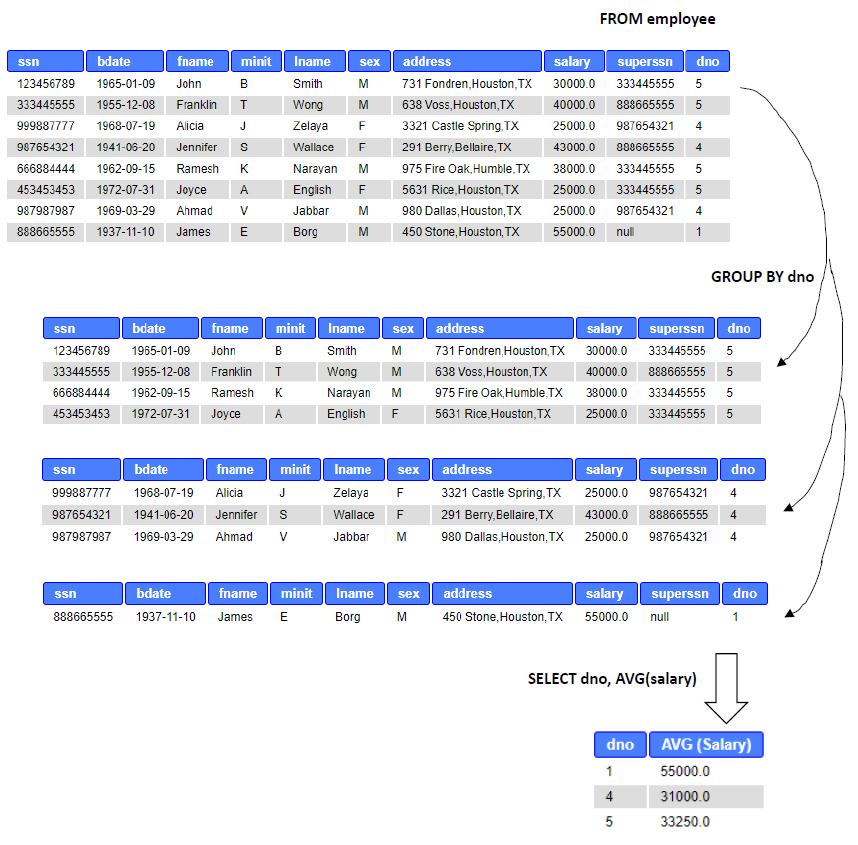 FROM employee
ssn bdate fname minit lname sex address salary superssn dno
123456789 1965-01-09 John B Smith M 731 Fondren,Houston,TX 30000.0 333445555 5
333445555 1955-12-08 Franklin T Wong M 638 Voss,Houston,TX 40000.0 888665555 5
999887777 1968-07-19 Alicia J Zelaya F 3321 Castle Spring,TX 25000.0 987654321 4
987654321 1941-06-20 Jennifer S Wallace F 291 Berry,Bellaire,TX 43000.0 888665555 4
666884444 1962-09-15 Ramesh K Narayan M 975 Fire Oak,Humble,TX 38000.0 333445555 5
453453453 1972-07-31 Joyce A English F 5631 Rice,Houston,TX 25000.0 333445555 5
987987987 1969-03-29 Ahmad V Jabbar M 980 Dallas,Houston,TX 25000.0 987654321 4
888665555 1937-11-10 James E Borg M 450 Stone,Houston,TX 55000.0 null 1
GROUP BY dno
ssn bdate fname minit lname sex address salary superssn dno
123456789 1965-01-09 John B Smith M 731 Fondren,Houston,TX 30000.0 333445555 5
333445555 1955-12-08 Franklin T Wong M 638 Voss,Houston,TX 40000.0 888665555 5
666884444 1962-09-15 Ramesh K Narayan M 975 Fire Oak,Humble,TX 38000.0 333445555 5
453453453 1972-07-31 Joyce A English F 5631 Rice,Houston,TX 25000.0 333445555 5
ssn bdate fname minit lname sex address salary superssn dno
999887777 1968-07-19 Alicia J Zelaya F 3321 Castle Spring,TX 25000.0 987654321 4
987654321 1941-06-20 Jennifer S Wallace F 291 Berry,Bellaire,TX 43000.0 888665555 4
987987987 1969-03-29 Ahmad V Jabbar M 980 Dallas,Houston,TX 25000.0 987654321 4
ssn bdate fname minit lname sex address salary superssn dno
888665555 1937-11-10 James E Borg M 450 Stone,Houston,TX 55000.0 null 1
SELECT dno, AVG(salary)
dno AVG (Salary)
1 55000.0
4 31000.0
5 33250.0